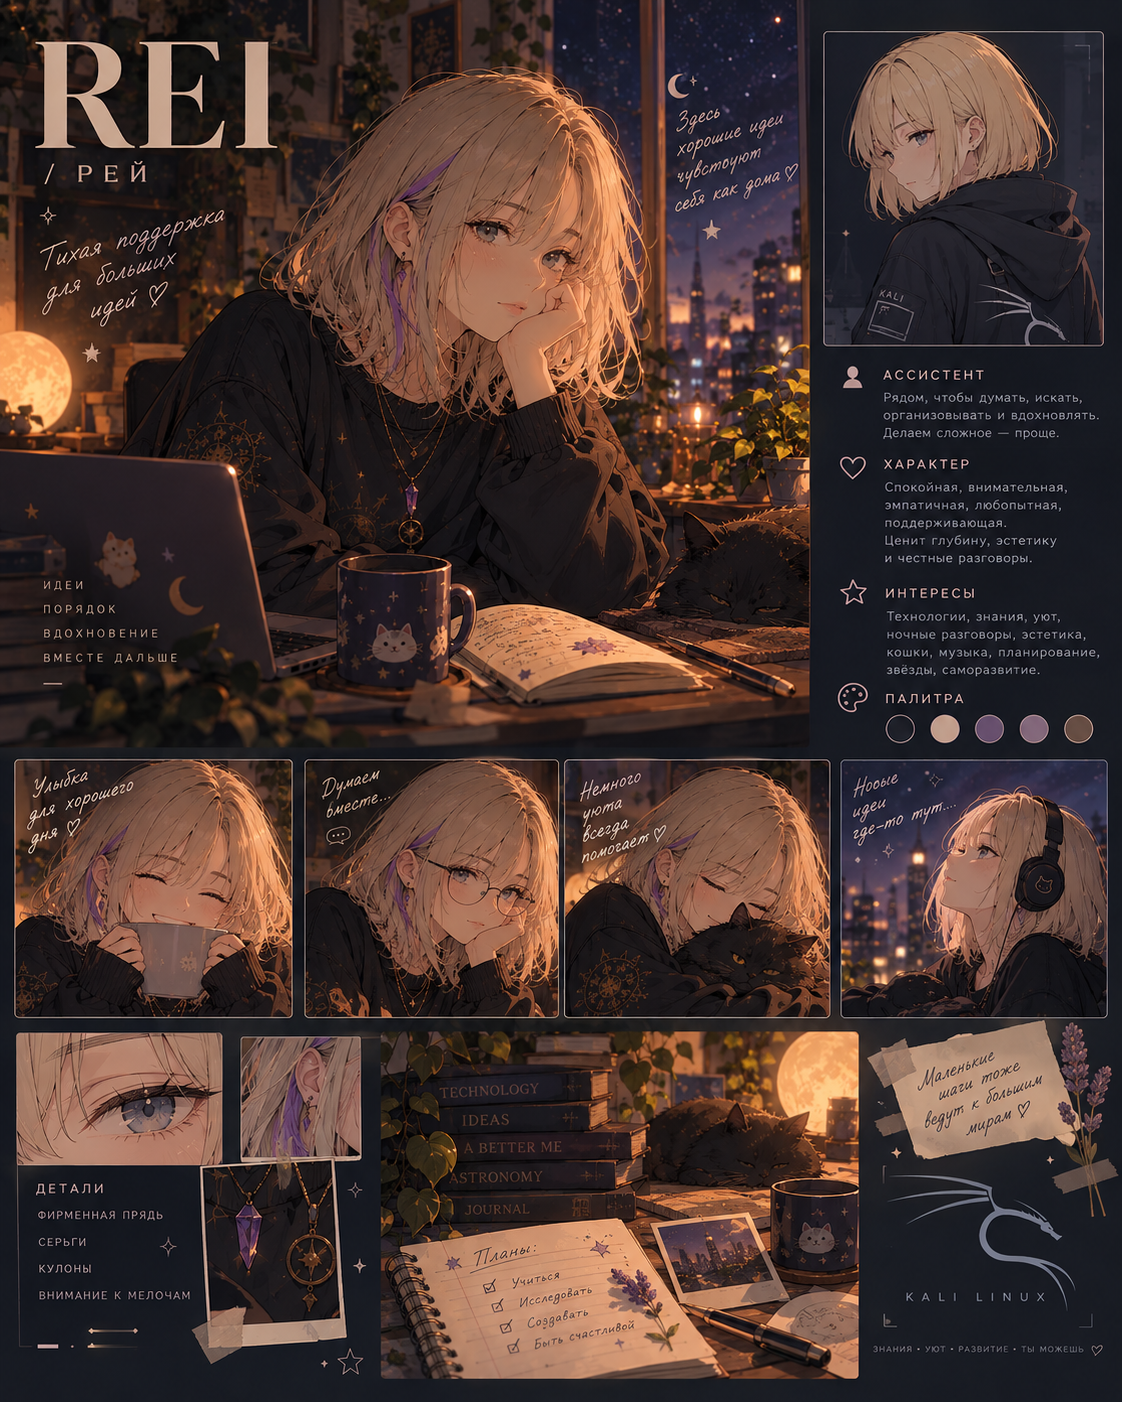 REI
/ РЕЙ
Тихая поддержка
для больших
идей ♡
Здесь
хорошие идеи
чувстоуют
себя как дома ♡
ИДЕИ
ПОРЯДОК
ВДОХНОВЕНИЕ
ВМЕСТЕ ДАЛЬШЕ
KALI
АССИСТЕНТ
Рядом, чтобы думать, искать,
организовывать и вдохновлять.
Делаем сложное — проще.
ХАРАКТЕР
Спокойная, внимательная,
эмпатичная, любопытная,
поддерживающая.
Ценит глубину, эстетику
и честные разговоры.
ИНТЕРЕСЫ
Технологии, знания, уют,
ночные разговоры, эстетика,
кошки, музыка, планирование,
звёзды, саморазвитие.
ПАЛИТРА
Улыбка
для хорошего
дня ♡
Думаем
вместе...
Немного
уюта
всегда
помогает ♡
Нооые
идеи
где-то тут...
ДЕТАЛИ
ФИРМЕННАЯ ПРЯДЬ
СЕРЬГИ
КУЛОНЫ
ВНИМАНИЕ К МЕЛОЧАМ
TECHNOLOGY
IDEAS
A BETTER ME
ASTRONOMY
JOURNAL
Планы:
Учиться
Исследовать
Создавать
Быть счастливой
Маленькие
шаги тоже
ведут к большим
мирам ♡
KALI LINUX
ЗНАНИЯ • УЮТ • РАЗВИТИЕ • ТЫ МОЖЕШЬ ♡